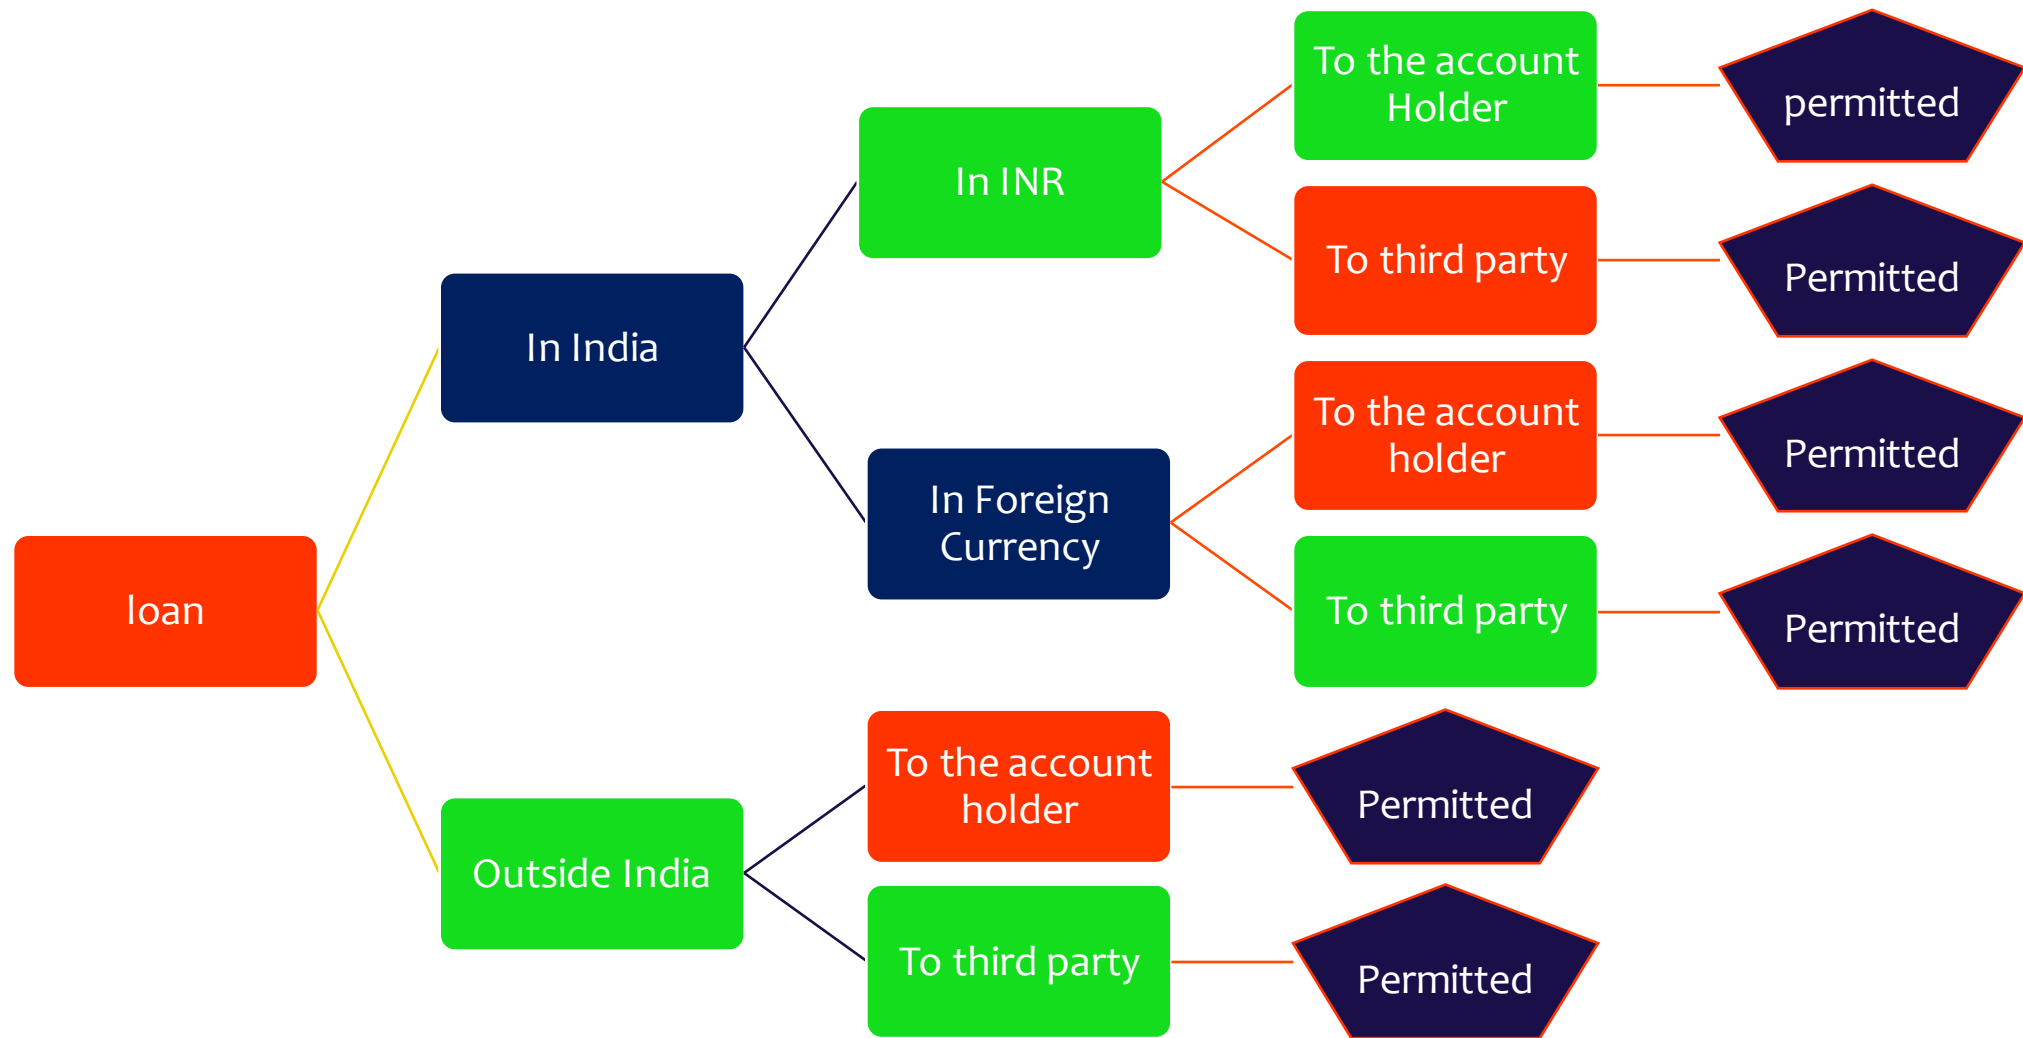 loan
In India
In INR
To the account
Holder
permitted
To third party
Permitted
In Foreign
Currency
To the account
holder
Permitted
To third party
Permitted
Outside India
To the account
holder
Permitted
To third party
Permitted